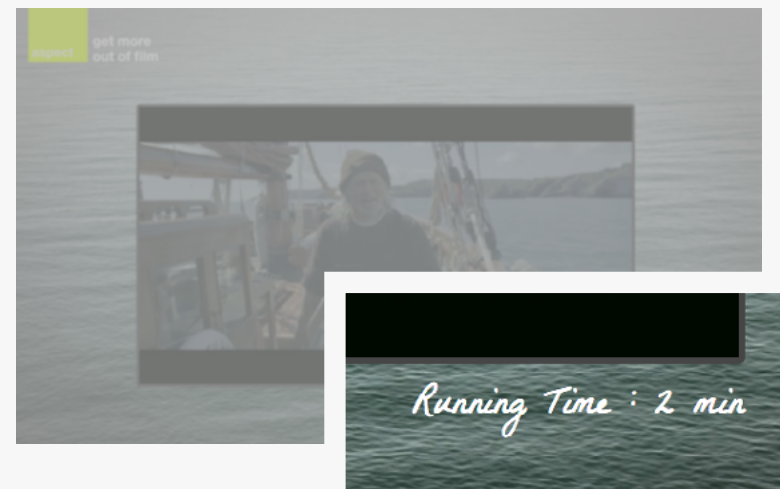 aspect
get more
out of film
Running Time : 2 min